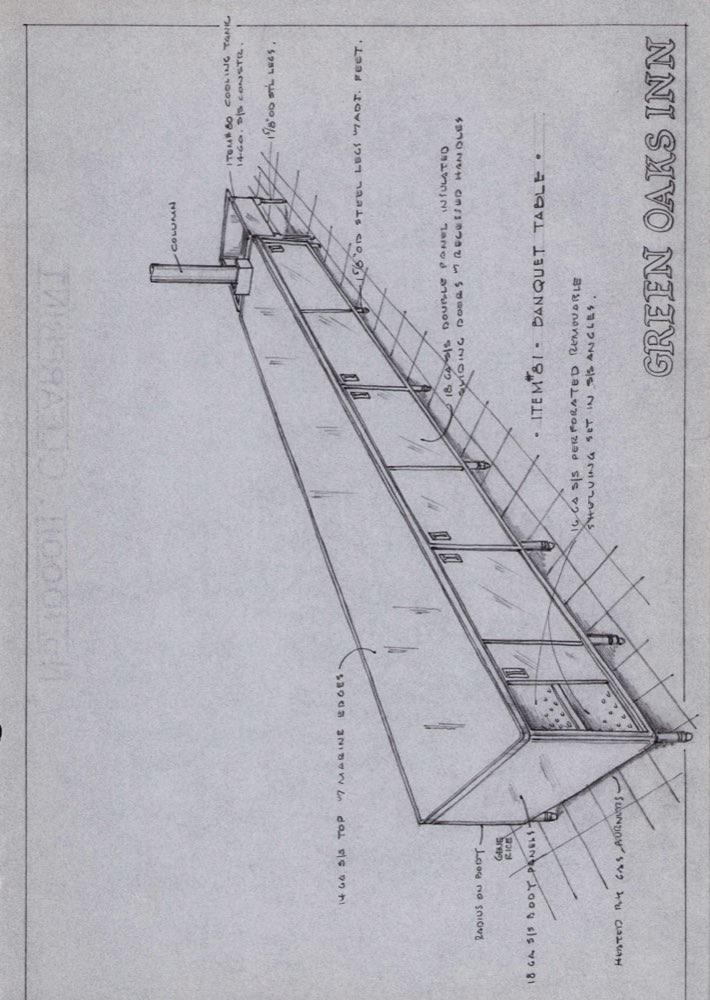 GREEN OAKS INN
• ITEM #81 • BANQUET TABLE •
ITEM #80 COOLING TANK
14 GA. S/S CONSTR.
1 5/8" OD STL LEGS.
COLUMN
1 5/8" OD STEEL LEGS W/ADJ. FEET.
18 GA S/S DOUBLE PANEL INSULATED
SLIDING DOORS W/ RECESSED HANDLES
16 GA S/S PERFORATED REMOVABLE
SHELVING SET IN S/S ANGLES.
14 GA S/S TOP W/ MARINE EDGES
RADIUS ON BODY
GENE
RICE
18 GA S/S BODY PANELS
HEATED BY GAS BURNERS